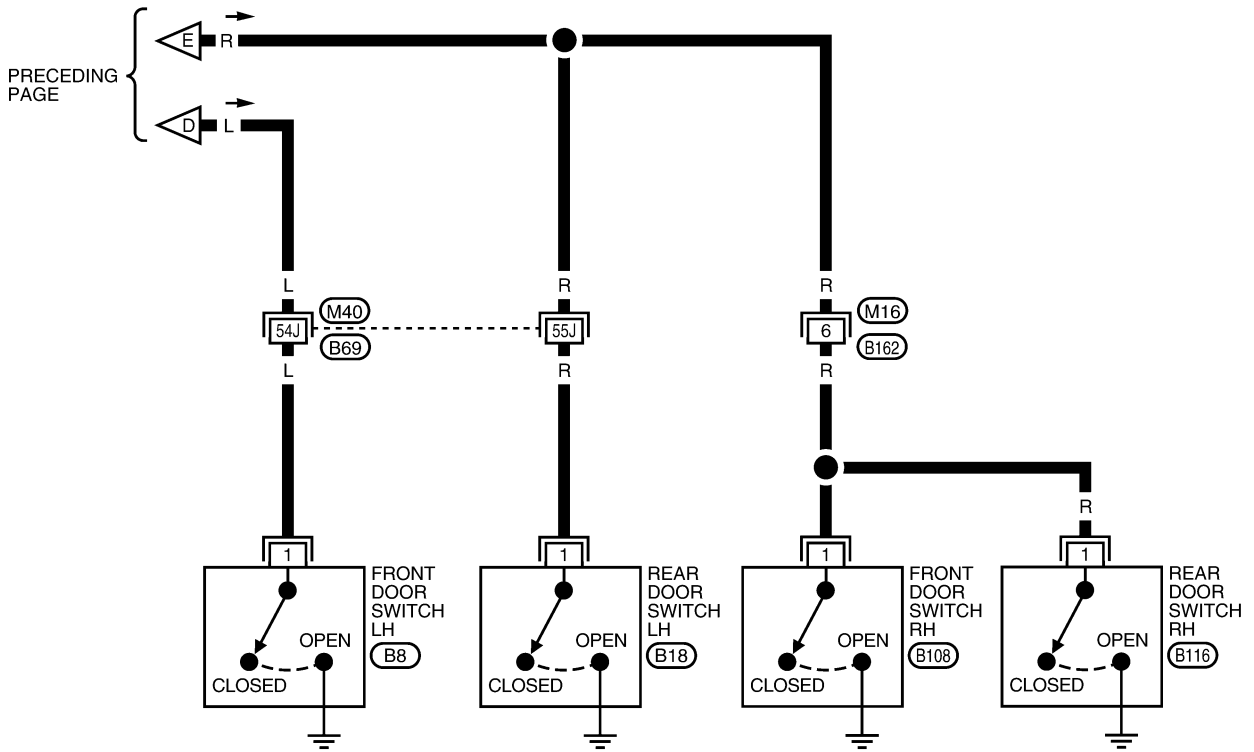 PRECEDING
PAGE
E
R
D
L
L
R
R
54J
M40
B69
55J
6
M16
B162
L
R
R
R
1
1
1
1
FRONT
DOOR
SWITCH
LH
B8
OPEN
CLOSED
REAR
DOOR
SWITCH
LH
B18
OPEN
CLOSED
FRONT
DOOR
SWITCH
RH
B108
OPEN
CLOSED
REAR
DOOR
SWITCH
RH
B116
OPEN
CLOSED